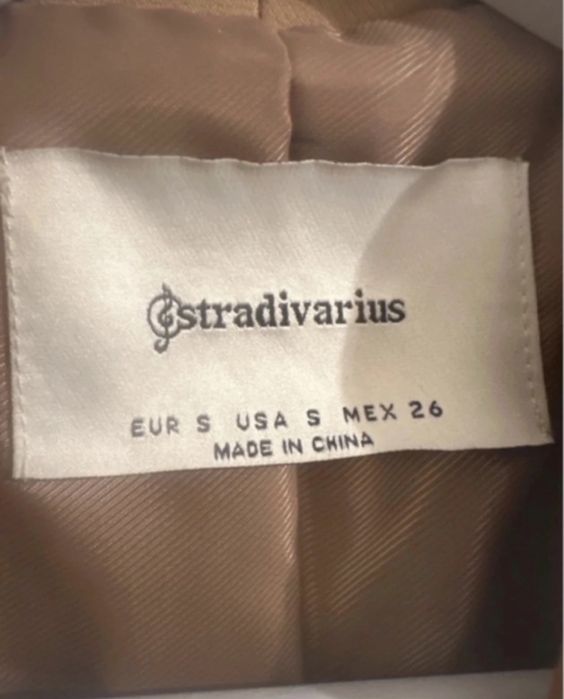 stradivarius
EUR S USA S MEX 26
MADE IN CHINA